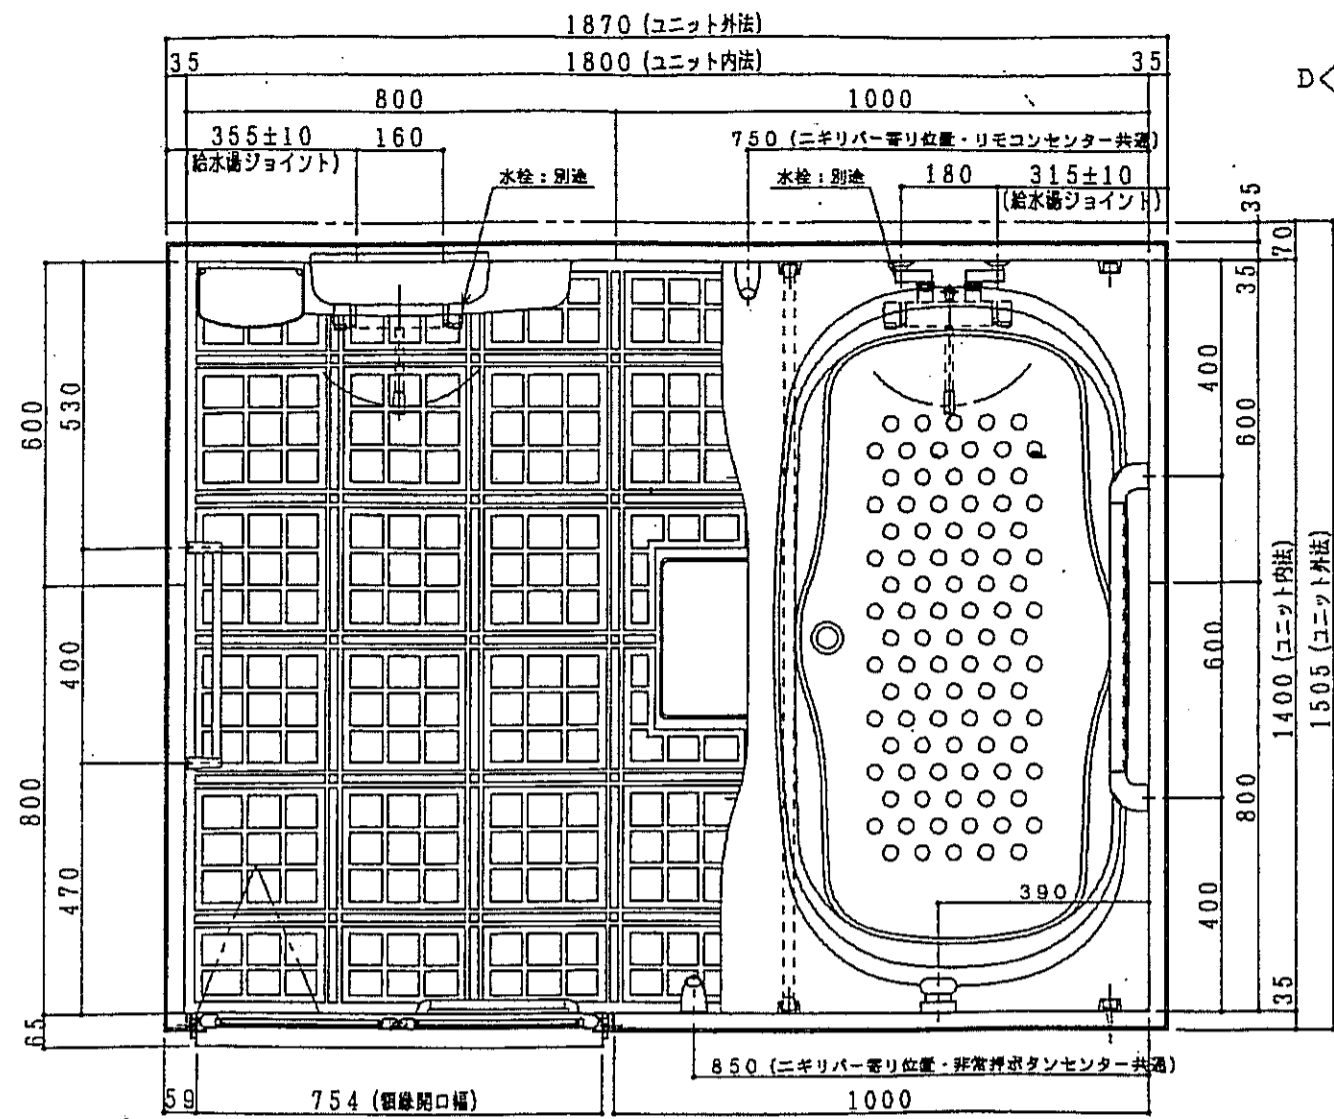 1870 (ユニット外法)
35
1800 (ユニット内法)
35
D
800
1000
355±10
160
750 (ニギリバー寄り位置・リモコンセンター共通)
(給水湯ジョイント)
水栓：別途
水栓：別途
180
315±10
(給水湯ジョイント)
35
70
35
400
530
600
600
1400 (ユニット内法)
1505 (ユニット外法)
400
600
800
800
470
390
400
35
65
850 (ニギリバー寄り位置・非常押ボタンセンター共通)
59
754 (額縁開口幅)
1000